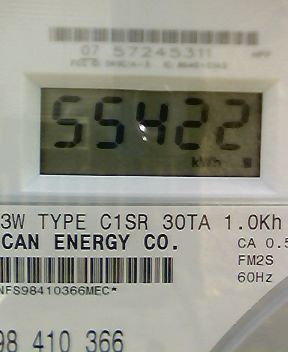 07 57245311
55422
kWh
3W TYPE C1SR 30TA 1.0Kh
CAN ENERGY CO.
CA 0.5
FM2S
60Hz
NFS98410366MEC*
98 410 366